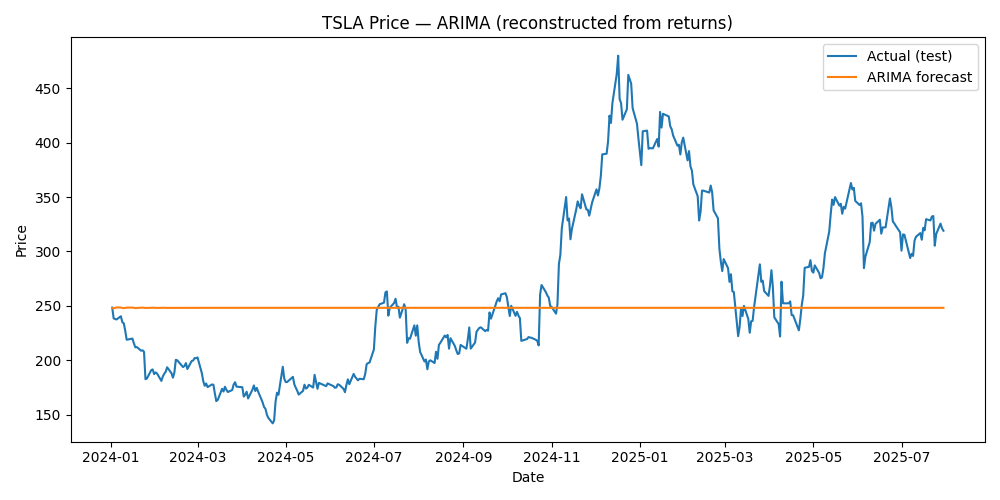 TSLA Price — ARIMA (reconstructed from returns)
Actual (test)
ARIMA forecast
Price
450
400
350
300
250
200
150
2024-01 2024-03 2024-05 2024-07 2024-09 2024-11 2025-01 2025-03 2025-05 2025-07
Date